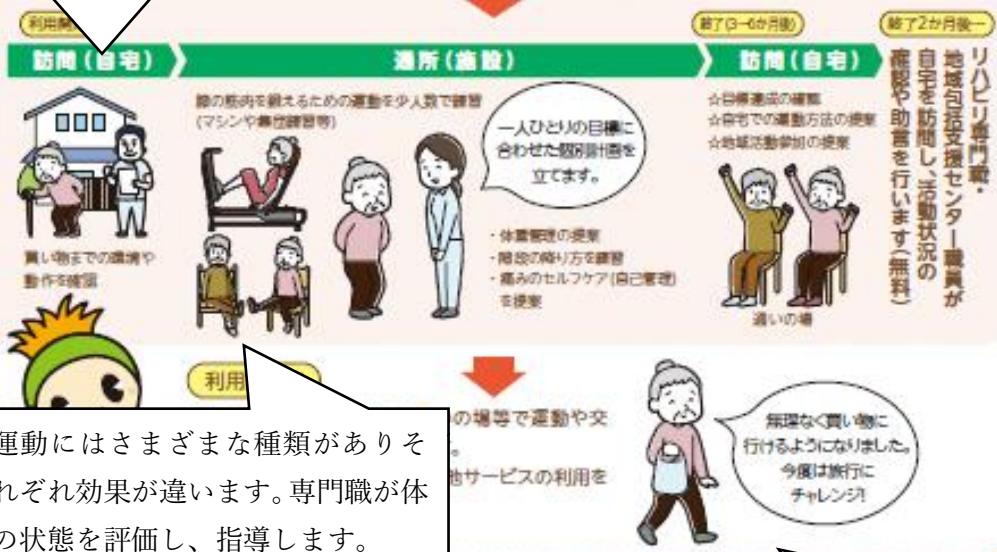 利用
終了(3~6か月後)
終了2か月後~
訪問(自宅)
通所(施設)
訪問(自宅)
膝の筋肉を鍛えるための運動を少人数で練習
(マシンや集団練習等)
一人ひとりの目標に
合わせた個別計画を
立てます。
☆目標達成の確認
☆自宅での運動方法の提案
☆地域活動参加の提案
リハビリ専門職・
地域包括支援センター職員が
自宅を訪問し、活動状況の
確認や助言を行います(無料)
買い物までの環境や
動作を確認
・体重管理の提案
・階段の降り方を練習
・痛みのセルフケア(自己管理)
を提案
通いの場
利用
の場等で運動や交
。
他サービスの利用を
無理なく買い物に
行けるようになりました。
今度は旅行に
チャレンジ!
運動にはさまざまな種類がありそ
れぞれ効果が違います。専門職が体
の状態を評価し、指導します。